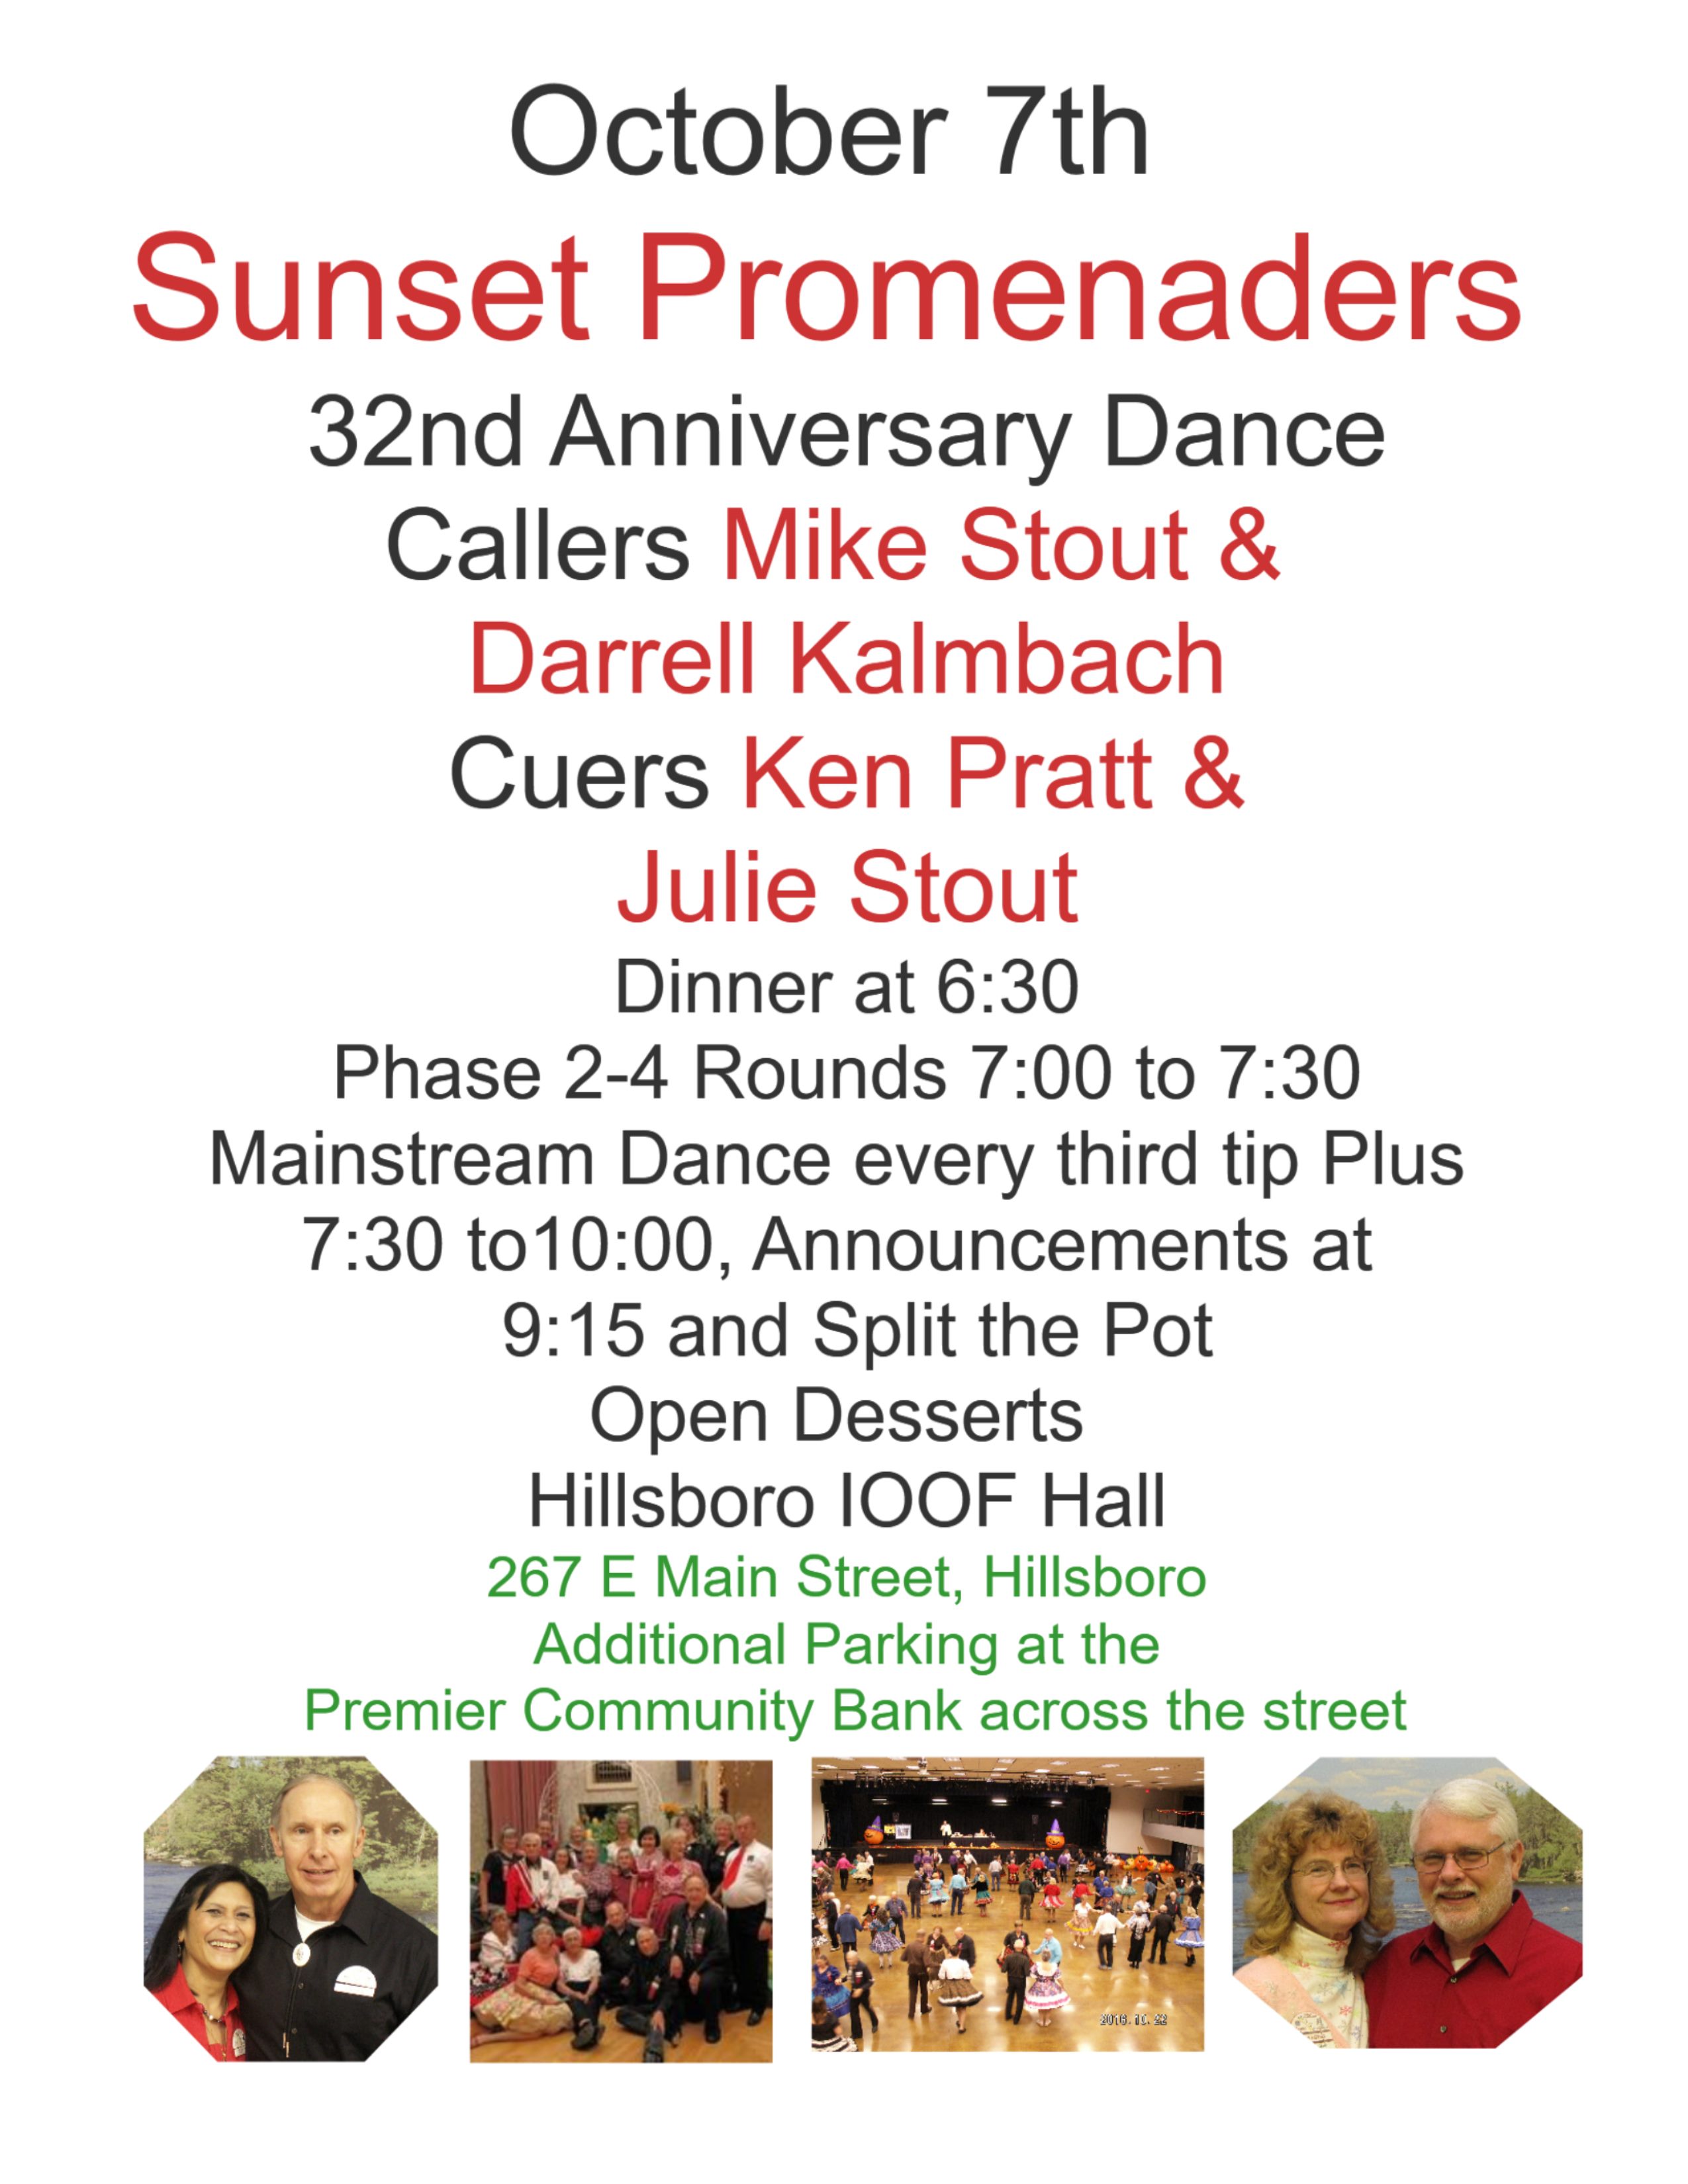 October 7th
Sunset Promenaders
32nd Anniversary Dance
Callers Mike Stout &
Darrell Kalmbach
Cuers Ken Pratt &
Julie Stout
Dinner at 6:30
Phase 2-4 Rounds 7:00 to 7:30
Mainstream Dance every third tip Plus
7:30 to10:00, Announcements at
9:15 and Split the Pot
Open Desserts
Hillsboro IOOF Hall
267 E Main Street, Hillsboro
Additional Parking at the
Premier Community Bank across the street